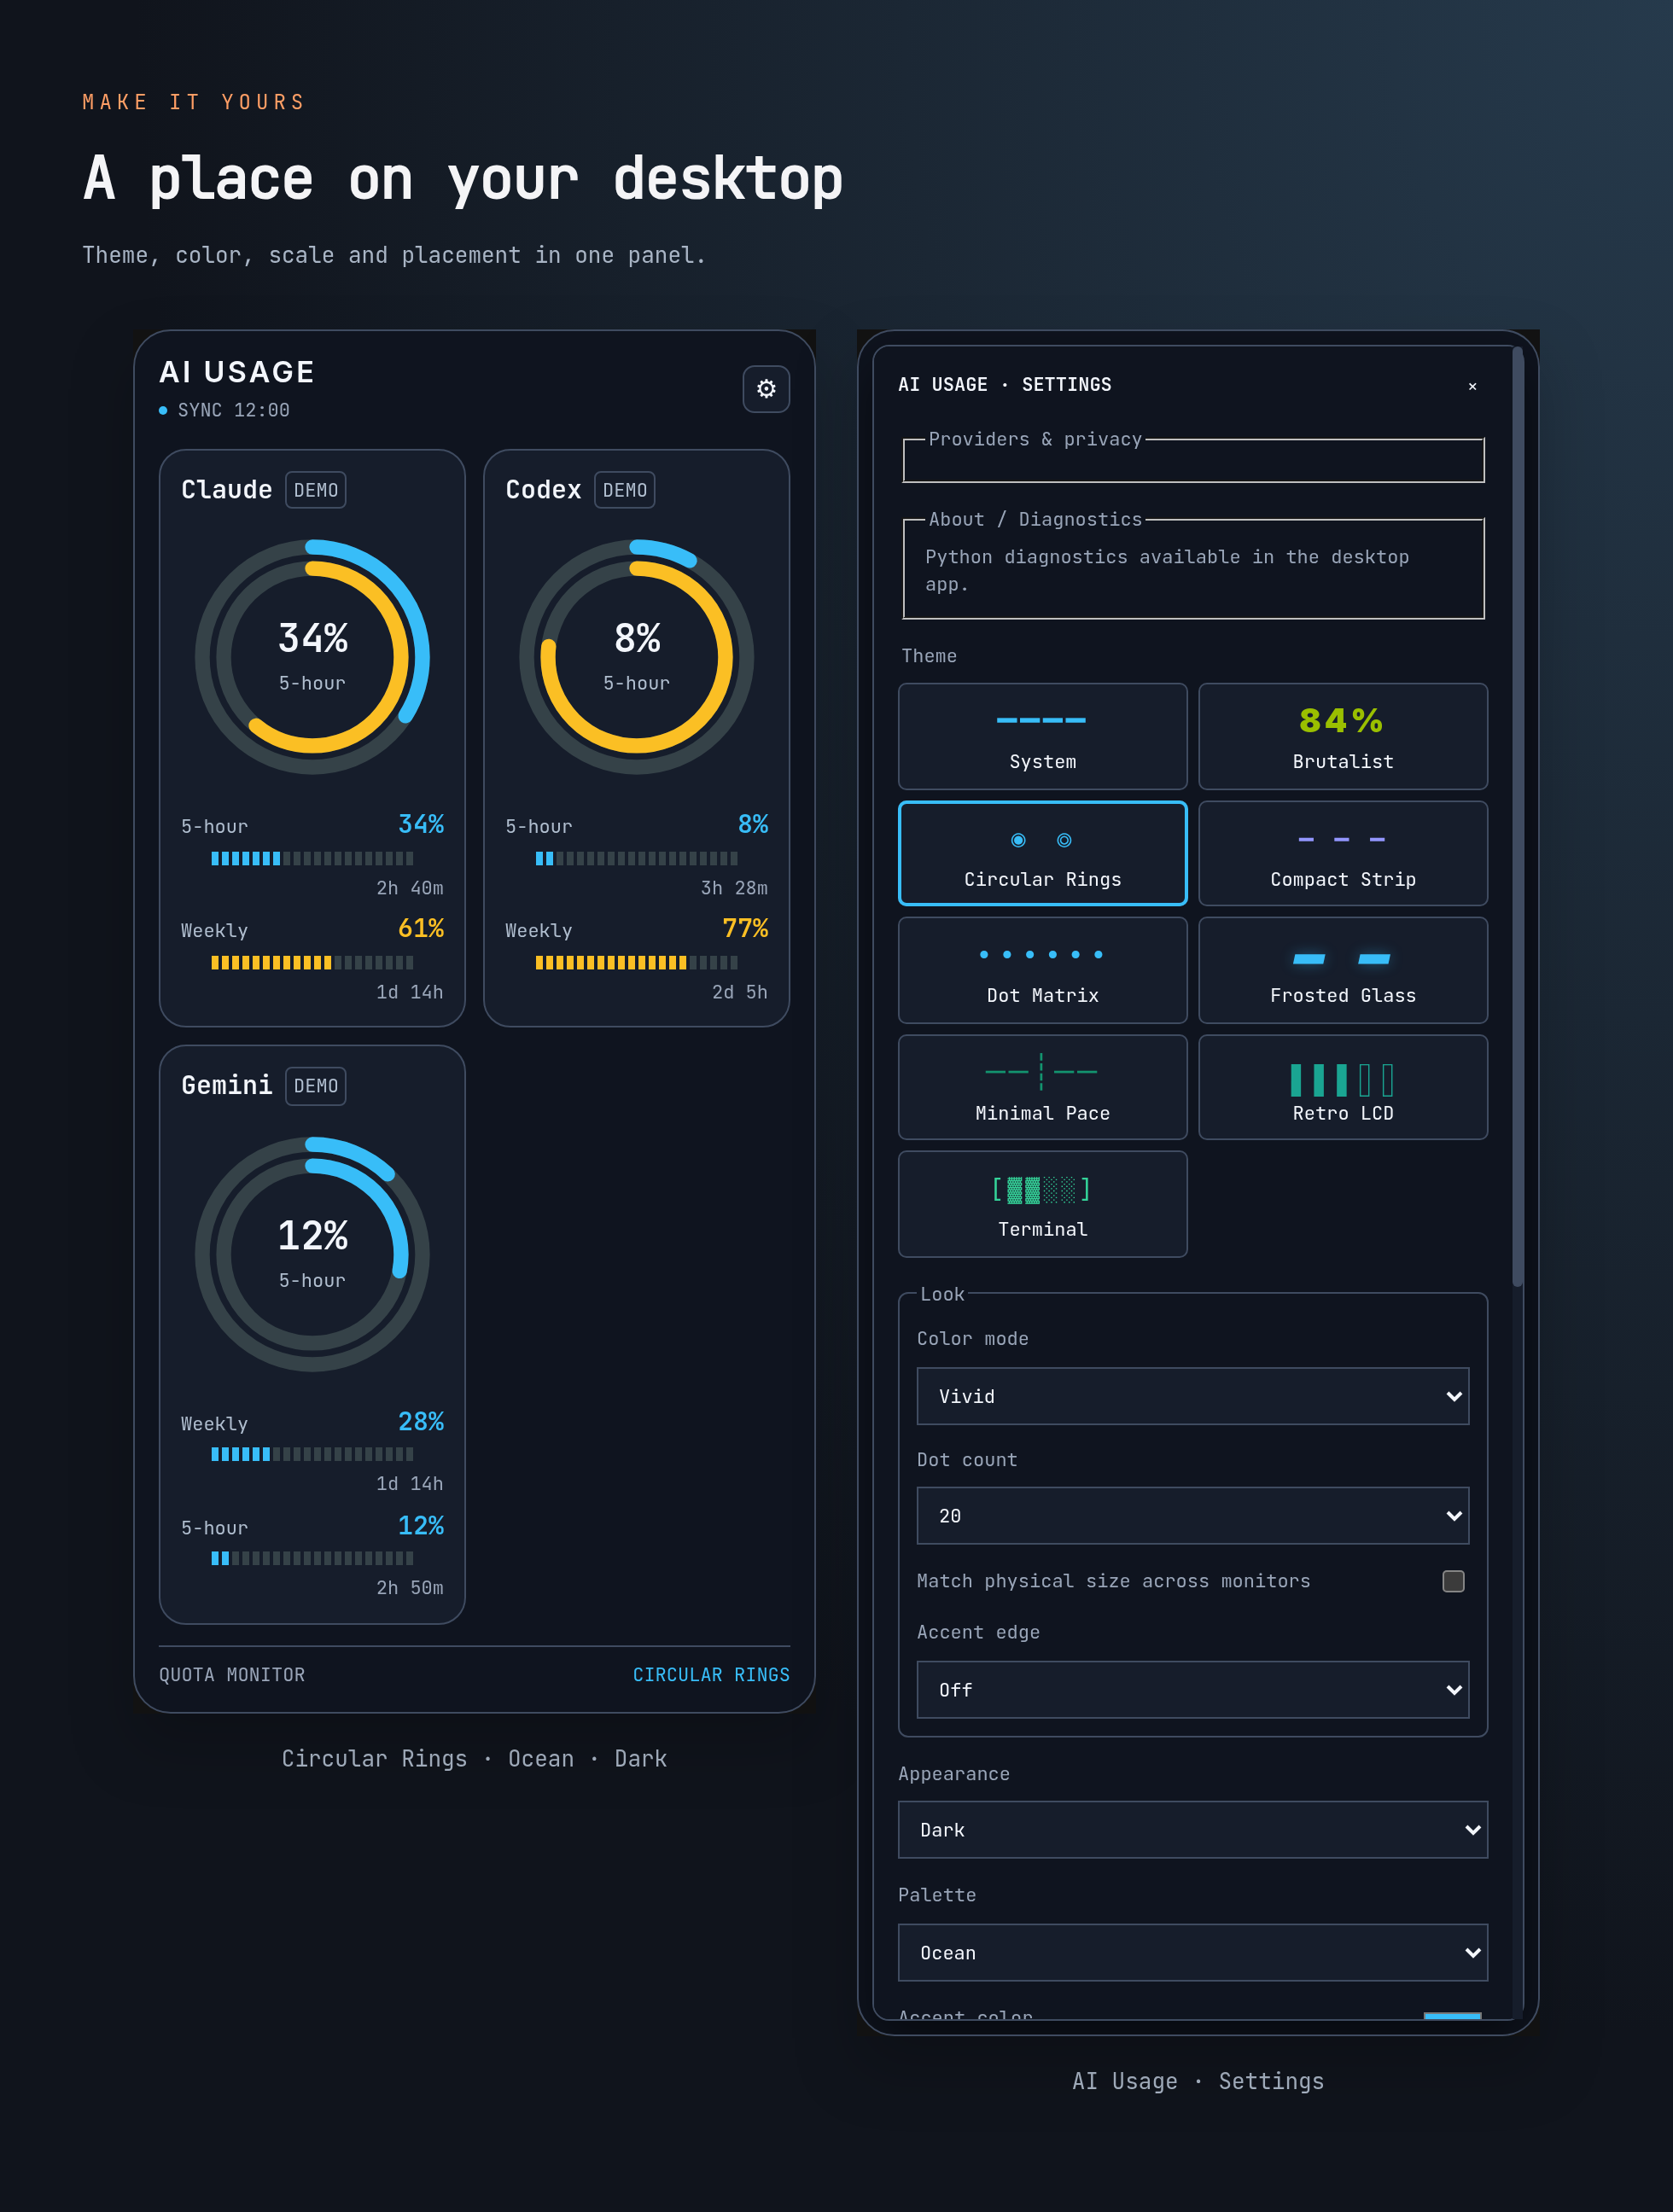 MAKE IT YOURS
A place on your desktop
Theme, color, scale and placement in one panel.
AI USAGE
SYNC 12:00
Claude DEMO
34%
5-hour
5-hour 34%
2h 40m
Weekly 61%
1d 14h
Codex DEMO
8%
5-hour
5-hour 8%
3h 28m
Weekly 77%
2d 5h
Gemini DEMO
12%
5-hour
Weekly 28%
1d 14h
5-hour 12%
2h 50m
QUOTA MONITOR CIRCULAR RINGS
Circular Rings · Ocean · Dark
AI USAGE · SETTINGS ×
Providers & privacy
About / Diagnostics
Python diagnostics available in the desktop
app.
Theme
System
84%
Brutalist
Circular Rings
Compact Strip
Dot Matrix
Frosted Glass
Minimal Pace
Retro LCD
[▓▓░░]
Terminal
Look
Color mode
Vivid
Dot count
20
Match physical size across monitors
Accent edge
Off
Appearance
Dark
Palette
Ocean
Accent color
AI Usage · Settings